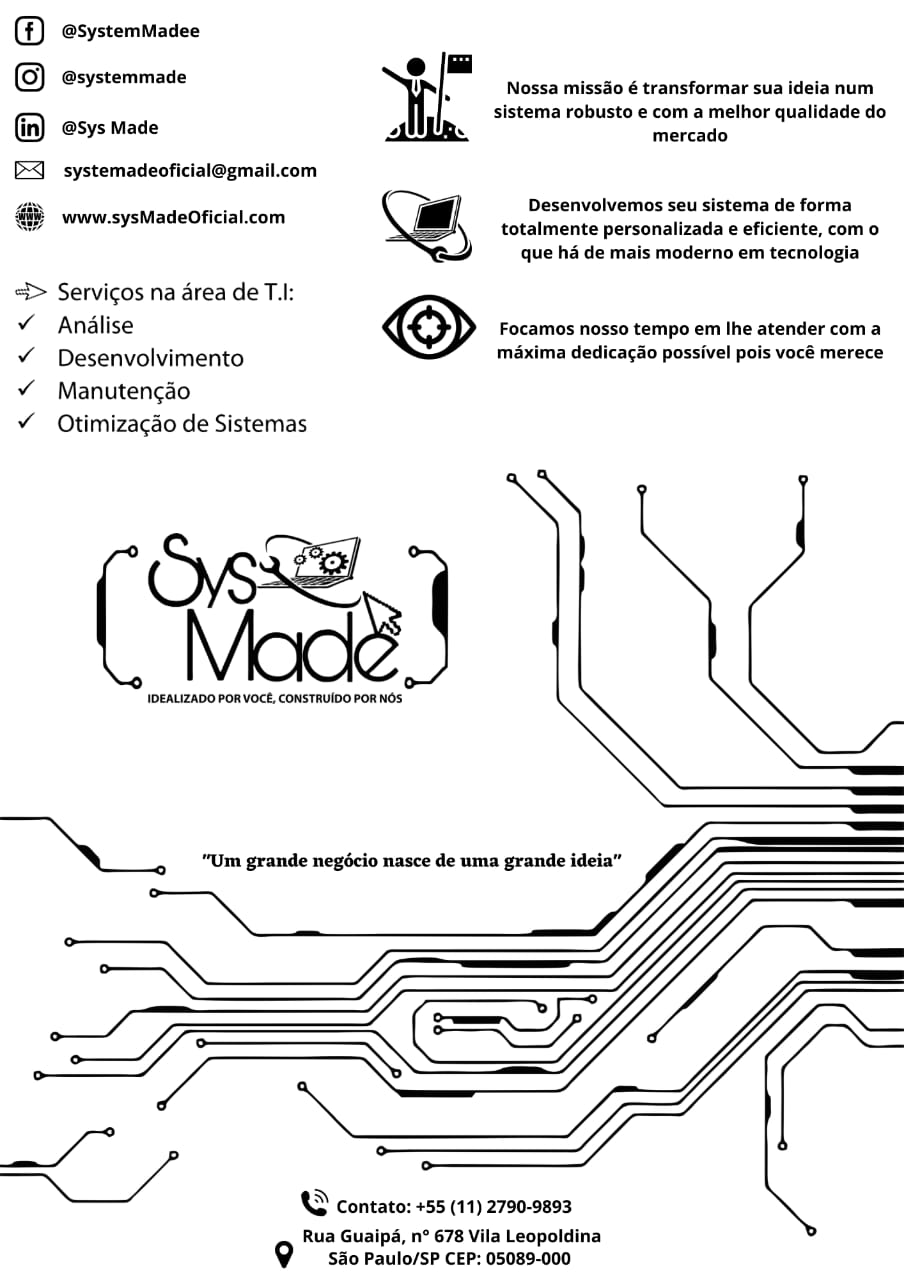 @SystemMadee
@systemmade
@Sys Made
systemadeoficial@gmail.com
www.sysMadeOficial.com
Serviços na área de T.I:
Análise
Desenvolvimento
Manutenção
Otimização de Sistemas
Nossa missão é transformar sua ideia num
sistema robusto e com a melhor qualidade do
mercado
Desenvolvemos seu sistema de forma
totalmente personalizada e eficiente, com o
que há de mais moderno em tecnologia
Focamos nosso tempo em lhe atender com a
máxima dedicação possível pois você merece
Sys
Made
IDEALIZADO POR VOCÊ, CONSTRUÍDO POR NÓS
"Um grande negócio nasce de uma grande ideia"
Contato: +55 (11) 2790-9893
Rua Guaipá, n° 678 Vila Leopoldina
São Paulo/SP CEP: 05089-000